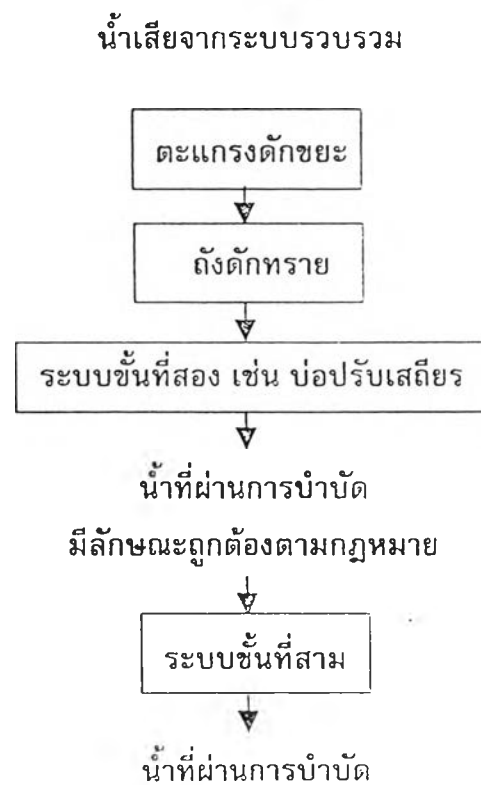 น้ำเสียจากระบบรวบรวม
ตะแกรงดักขยะ
ถังดักทราย
ระบบขั้นที่สอง เช่น บ่อปรับเสถียร
น้ำที่ผ่านการบำบัด
มีลักษณะถูกต้องตามกฎหมาย
ระบบขั้นที่สาม
น้ำที่ผ่านการบำบัด